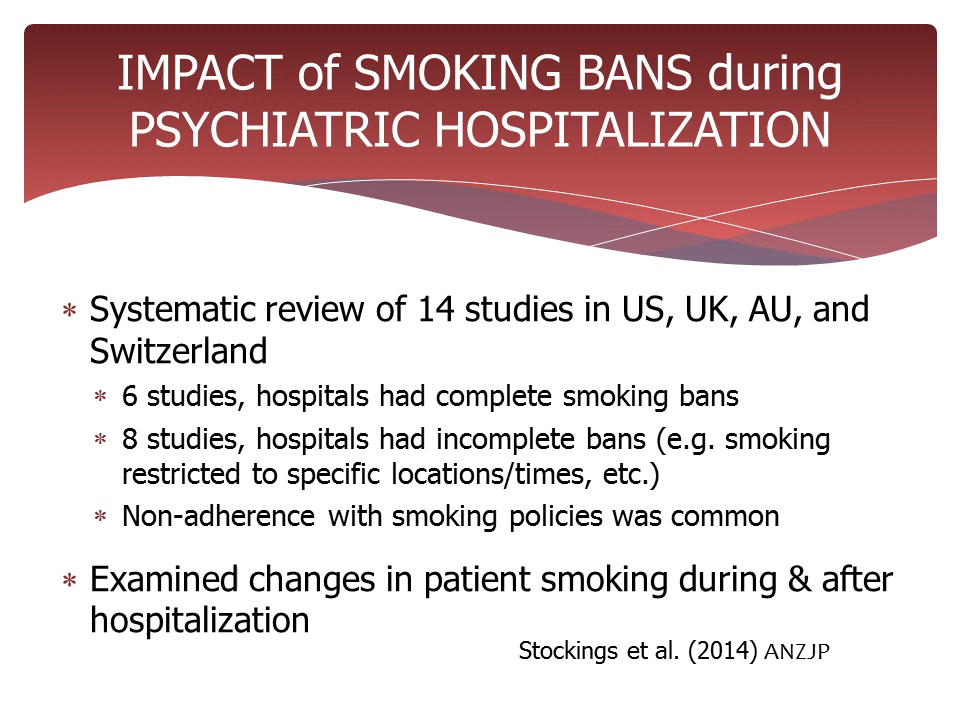 IMPACT of SMOKING BANS during
PSYCHIATRIC HOSPITALIZATION
* Systematic review of 14 studies in US, UK, AU, and
Switzerland
* 6 studies, hospitals had complete smoking bans
* 8 studies, hospitals had incomplete bans (e.g. smoking
restricted to specific locations/times, etc.)
* Non-adherence with smoking policies was common
* Examined changes in patient smoking during & after
hospitalization
Stockings et al. (2014) ANZJP